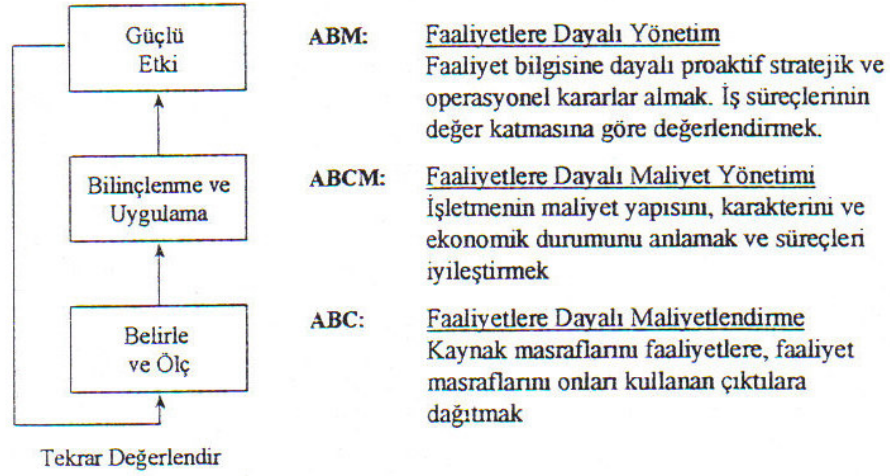 Güçlü
Etki
ABM: Faaliyetlere Dayalı Yönetim
Faaliyet bilgisine dayalı proaktif stratejik ve
operasyonel kararlar almak. İş süreçlerinin
değer katmasına göre değerlendirmek.
Bilinçlenme ve
Uygulama
ABCM: Faaliyetlere Dayalı Maliyet Yönetimi
İşletmenin maliyet yapısını, karakterini ve
ekonomik durumunu anlamak ve süreçleri
iyileştirmek
Belirle
ve Ölç
ABC: Faaliyetlere Dayalı Maliyetlendirme
Kaynak masraflarını faaliyetlere, faaliyet
masraflarını onları kullanan çıktılara
dağıtmak
Tekrar Değerlendir